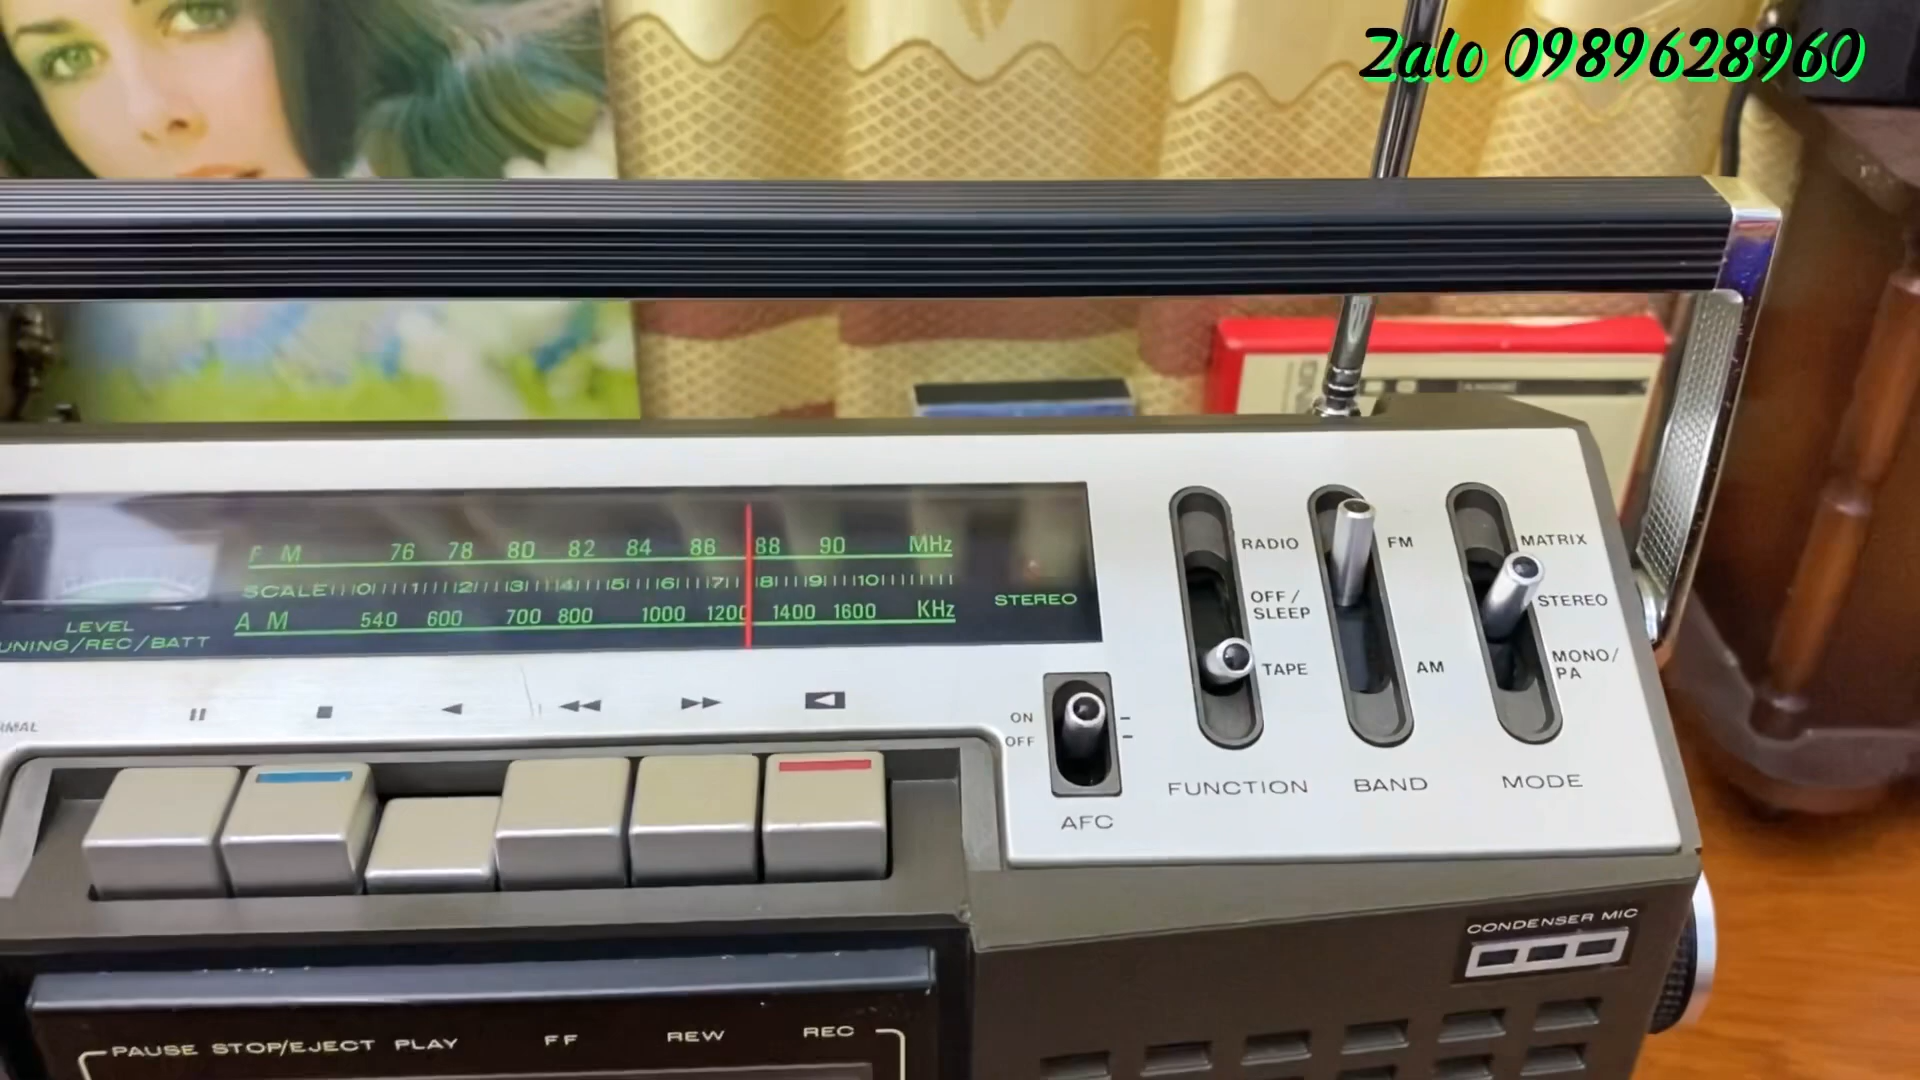 Zalo 0989628960
F M 76 78 80 82 84 86 88 90 MHz
SCALE 0 1 2 3 4 5 6 7 8 9 10
A M 540 600 700 800 1000 1200 1400 1600 KHz
STEREO
LEVEL
UNING/REC/BATT
RADIO
OFF/
SLEEP
TAPE
FUNCTION
FM
AM
BAND
MATRIX
STEREO
MONO/
PA
MODE
ON
OFF
AFC
RMAL
CONDENSER MIC
PAUSE STOP/EJECT PLAY FF REW REC